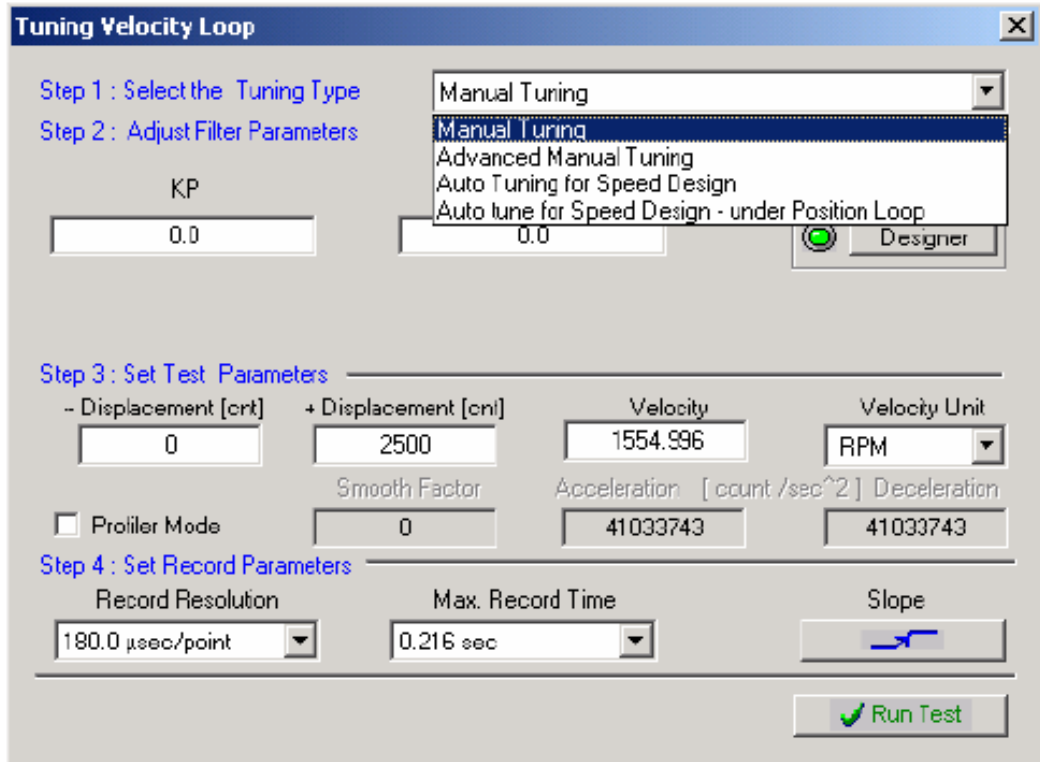 Tuning Velocity Loop
Step 1 : Select the Tuning Type
Manual Tuning
Step 2 : Adjust Filter Parameters
Manual Tuning
Advanced Manual Tuning
Auto Tuning for Speed Design
Auto tune for Speed Design - under Position Loop
KP
0.0
0.0
Designer
Step 3 : Set Test Parameters
- Displacement [cnt]
+ Displacement [cnt]
Velocity
Velocity Unit
0
2500
1554.996
RPM
Smooth Factor
Acceleration [ count /sec^2 ] Deceleration
Profiler Mode
0
41033743
41033743
Step 4 : Set Record Parameters
Record Resolution
Max. Record Time
Slope
180.0 µsec/point
0.216 sec
Run Test